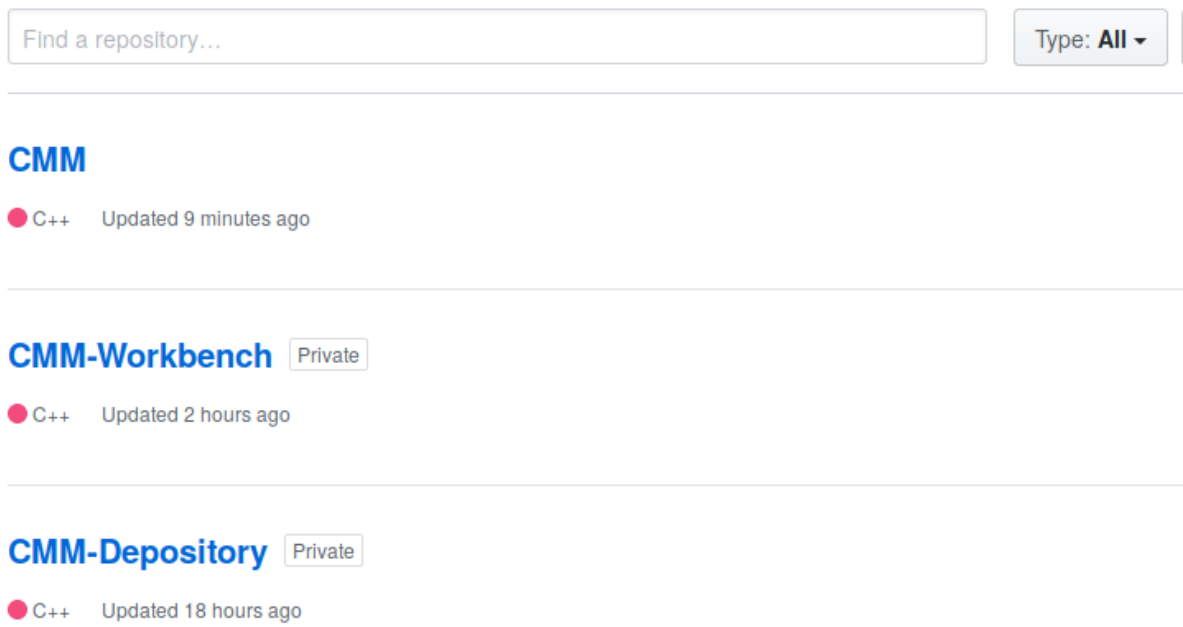 Find a repository…
Type: All
CMM
C++ Updated 9 minutes ago
CMM-Workbench Private
C++ Updated 2 hours ago
CMM-Depository Private
C++ Updated 18 hours ago